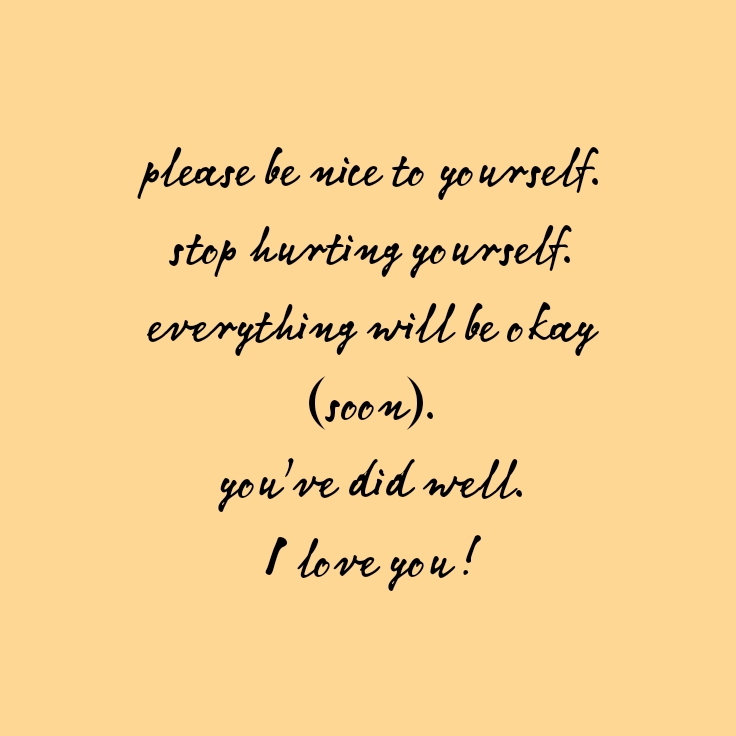 please be nice to yourself.
stop hurting yourself.
everything will be okay
(soon).
you've did well.
I love you!